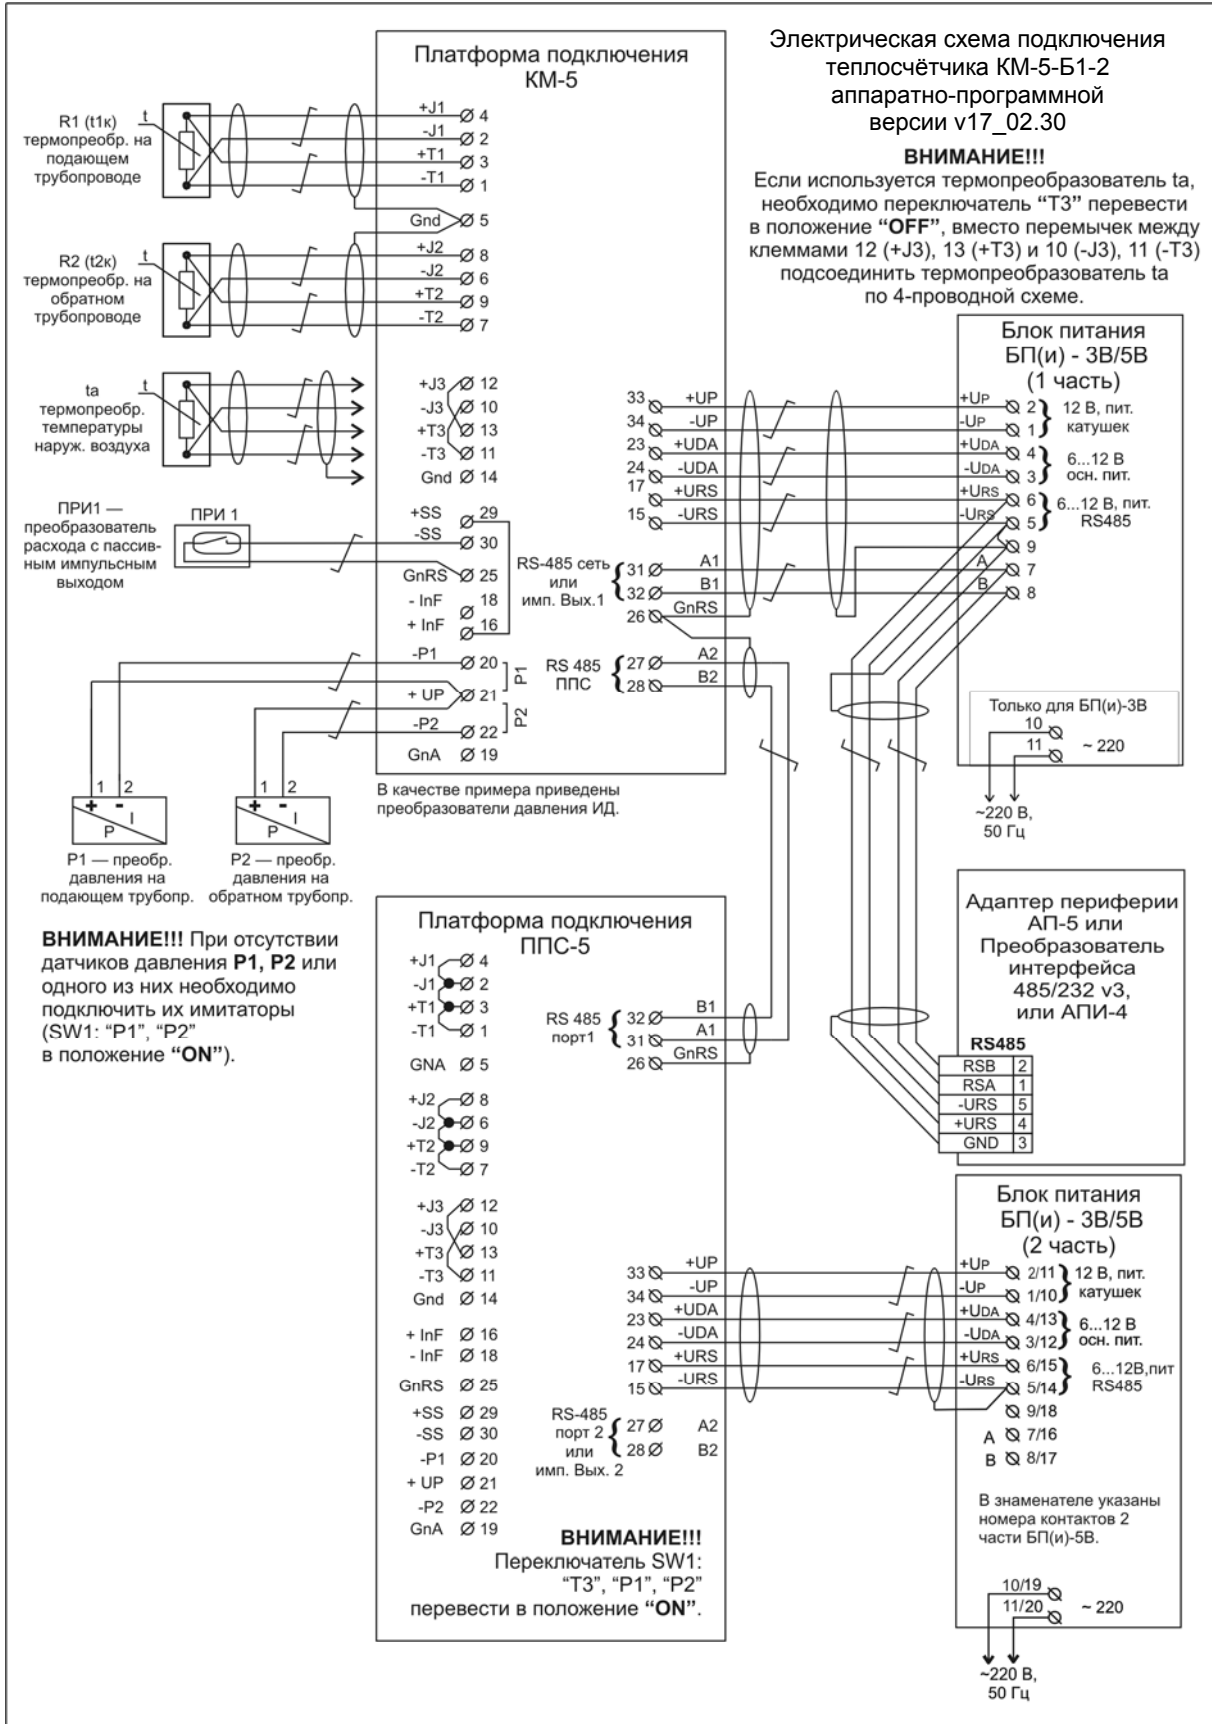 Электрическая схема подключения
теплосчётчика КМ-5-Б1-2
аппаратно-программной
версии v17_02.30
ВНИМАНИЕ!!!
Если используется термопреобразователь ta,
необходимо переключатель “T3” перевести
в положение “OFF”, вместо перемычек между
клеммами 12 (+J3), 13 (+T3) и 10 (-J3), 11 (-T3)
подсоединить термопреобразователь ta
по 4-проводной схеме.
Платформа подключения
КМ-5
R1 (t1к)
термопреобр. на
подающем
трубопроводе
t
+J1 4
-J1 2
+T1 3
-T1 1
Gnd 5
R2 (t2к)
термопреобр. на
обратном
трубопроводе
t
+J2 8
-J2 6
+T2 9
-T2 7
ta
термопреобр.
температуры
наруж. воздуха
t
+J3 12
-J3 10
+T3 13
-T3 11
Gnd 14
ПРИ1 —
преобразователь
расхода с пассив-
ным импульсным
выходом
ПРИ 1
+SS 29
-SS 30
GnRS 25
- InF 18
+ InF 16
-P1 20
+ UP 21
-P2 22
GnA 19
P1
P2
33 +UP
34 -UP
23 +UDA
24 -UDA
17 +URS
15 -URS
RS-485 сеть
или
имп. Вых.1
31 A1
32 B1
26 GnRS
RS 485
ППС
27 A2
28 B2
Блок питания
БП(и) - 3В/5В
(1 часть)
+UP 2
-UP 1
12 В, пит.
катушек
+UDA 4
-UDA 3
6...12 В
осн. пит.
+URS 6
-URS 5
6...12 В, пит.
RS485
9
A 7
B 8
Только для БП(и)-3В
10
11 ~ 220
~220 В,
50 Гц
1 2
+ -
P I
P1 — преобр.
давления на
подающем трубопр.
1 2
+ -
P I
P2 — преобр.
давления на
обратном трубопр.
В качестве примера приведены
преобразователи давления ИД.
ВНИМАНИЕ!!! При отсутствии
датчиков давления P1, P2 или
одного из них необходимо
подключить их имитаторы
(SW1: “P1”, “P2”
в положение “ON”).
Платформа подключения
ППС-5
+J1 4
-J1 2
+T1 3
-T1 1
GNA 5
+J2 8
-J2 6
+T2 9
-T2 7
+J3 12
-J3 10
+T3 13
-T3 11
Gnd 14
+ InF 16
- InF 18
GnRS 25
+SS 29
-SS 30
-P1 20
+ UP 21
-P2 22
GnA 19
RS 485
порт1
32 B1
31 A1
26 GnRS
33 +UP
34 -UP
23 +UDA
24 -UDA
17 +URS
15 -URS
RS-485
порт 2
или
имп. Вых. 2
27 A2
28 B2
ВНИМАНИЕ!!!
Переключатель SW1:
“T3”, “P1”, “P2”
перевести в положение “ON”.
Адаптер периферии
АП-5 или
Преобразователь
интерфейса
485/232 v3,
или АПИ-4
RS485
RSB 2
RSA 1
-URS 5
+URS 4
GND 3
Блок питания
БП(и) - 3В/5В
(2 часть)
+UP 2/11
-UP 1/10
12 В, пит.
катушек
+UDA 4/13
-UDA 3/12
6...12 В
осн. пит.
+URS 6/15
-URS 5/14
6...12В,пит
RS485
9/18
A 7/16
B 8/17
В знаменателе указаны
номера контактов 2
части БП(и)-5В.
10/19
11/20 ~ 220
~220 В,
50 Гц